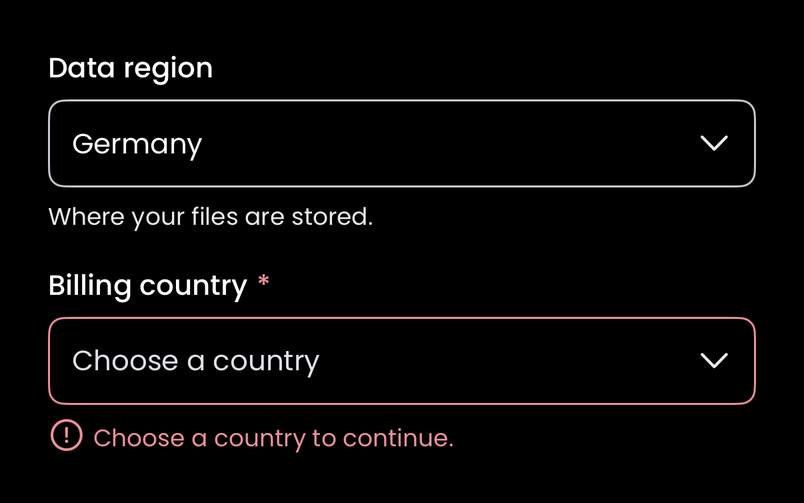 Data region
Germany
Where your files are stored.
Billing country *
Choose a country
Choose a country to continue.